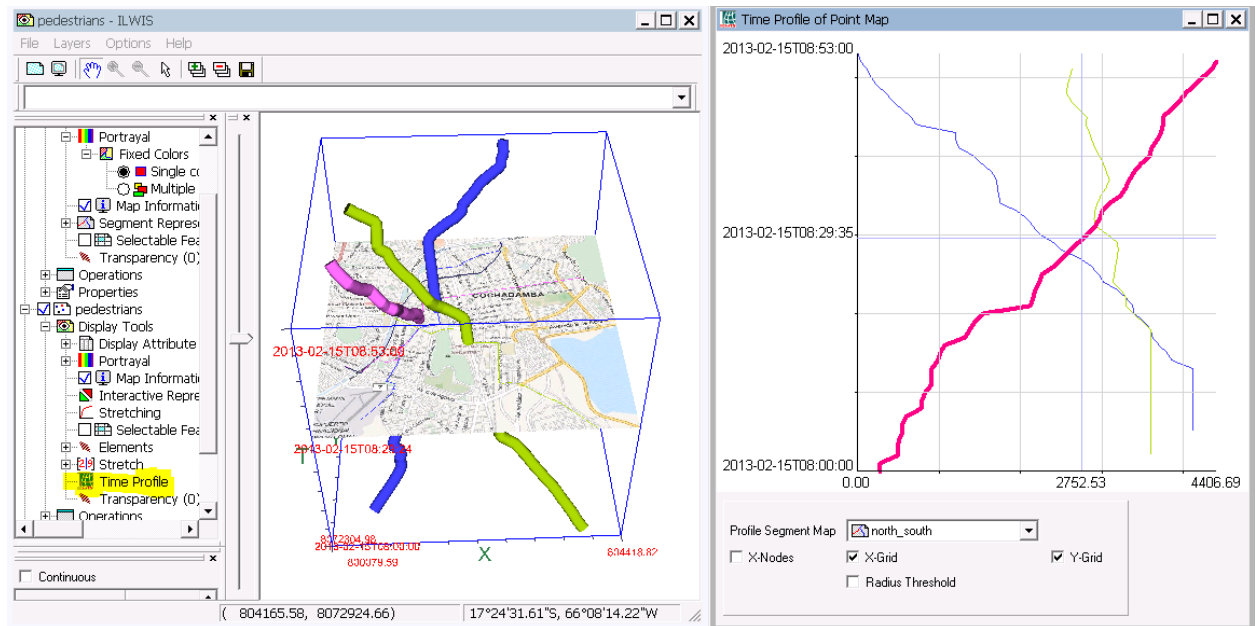 pedestrians - ILWIS
File Layers Options Help
Portrayal
Fixed Colors
Single co
Multiple
Map Informati
Segment Repres
Selectable Fea
Transparency (0)
Operations
Properties
pedestrians
Display Tools
Display Attribute
Portrayal
Map Informati
Interactive Repre
Stretching
Selectable Fea
Elements
Stretch
Time Profile
Transparency (0)
Operations
Continuous
COCHABAMBA
2013-02-15T08:53:00
T
X
804418.82
800079.59
( 804165.58, 8072924.66)
17°24'31.61"S, 66°08'14.22"W
Time Profile of Point Map
2013-02-15T08:53:00
2013-02-15T08:29:35
2013-02-15T08:00:00
0.00 2752.53 4406.69
Profile Segment Map north_south
X-Nodes X-Grid Y-Grid
Radius Threshold